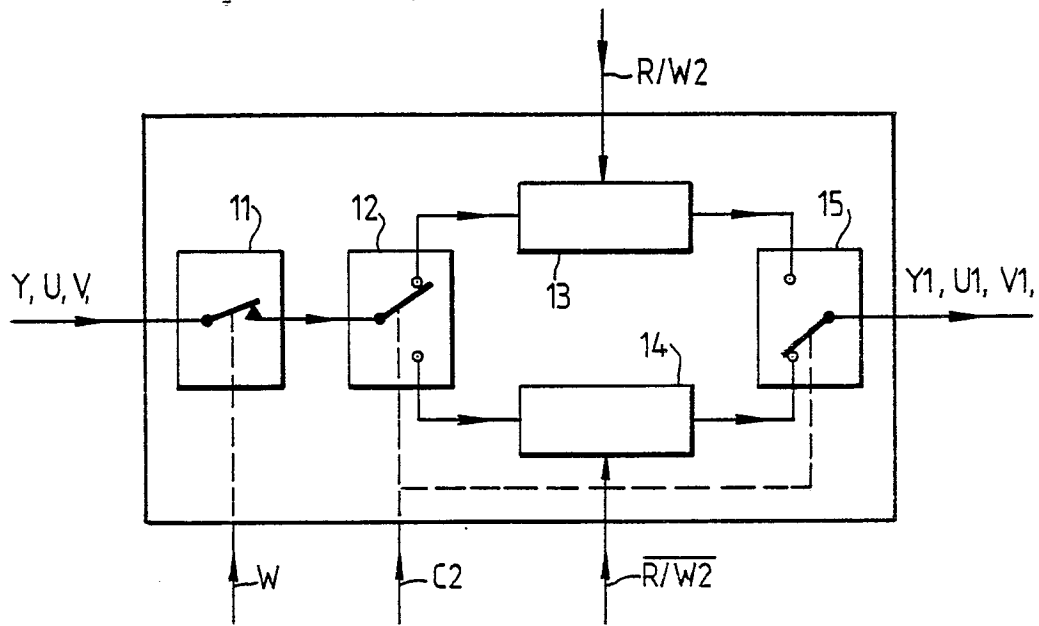 R/W2
11
12
13
15
Y, U, V,
Y1, U1, V1,
14
W
C2
R/W2